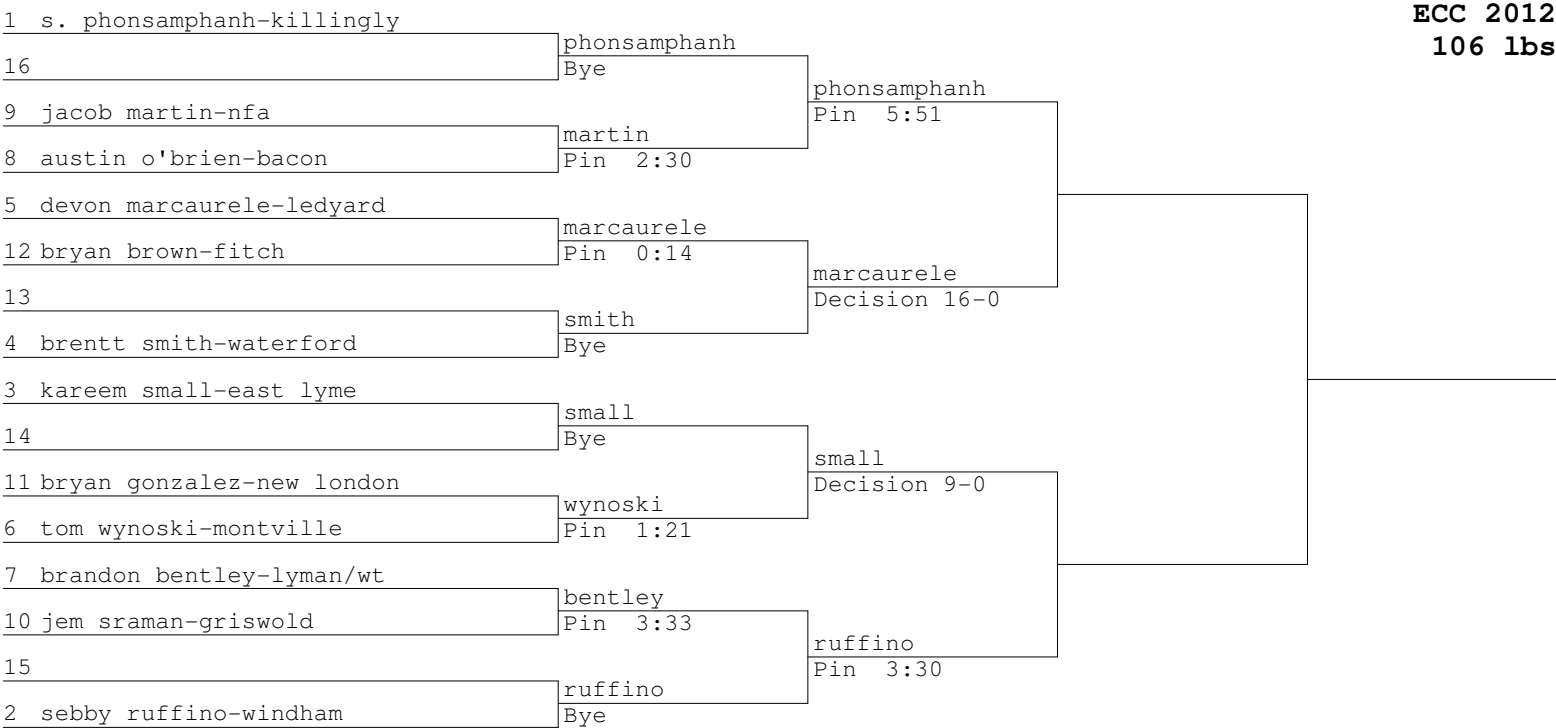 ECC 2012
106 lbs
1 s. phonsamphanh-killingly
phonsamphanh
16
Bye
phonsamphanh
9 jacob martin-nfa
Pin 5:51
martin
8 austin o'brien-bacon
Pin 2:30
5 devon marcaurele-ledyard
marcaurele
12 bryan brown-fitch
Pin 0:14
marcaurele
13
Decision 16-0
smith
4 brentt smith-waterford
Bye
3 kareem small-east lyme
small
14
Bye
small
11 bryan gonzalez-new london
Decision 9-0
wynoski
6 tom wynoski-montville
Pin 1:21
7 brandon bentley-lyman/wt
bentley
10 jem sraman-griswold
Pin 3:33
ruffino
15
Pin 3:30
ruffino
2 sebby ruffino-windham
Bye